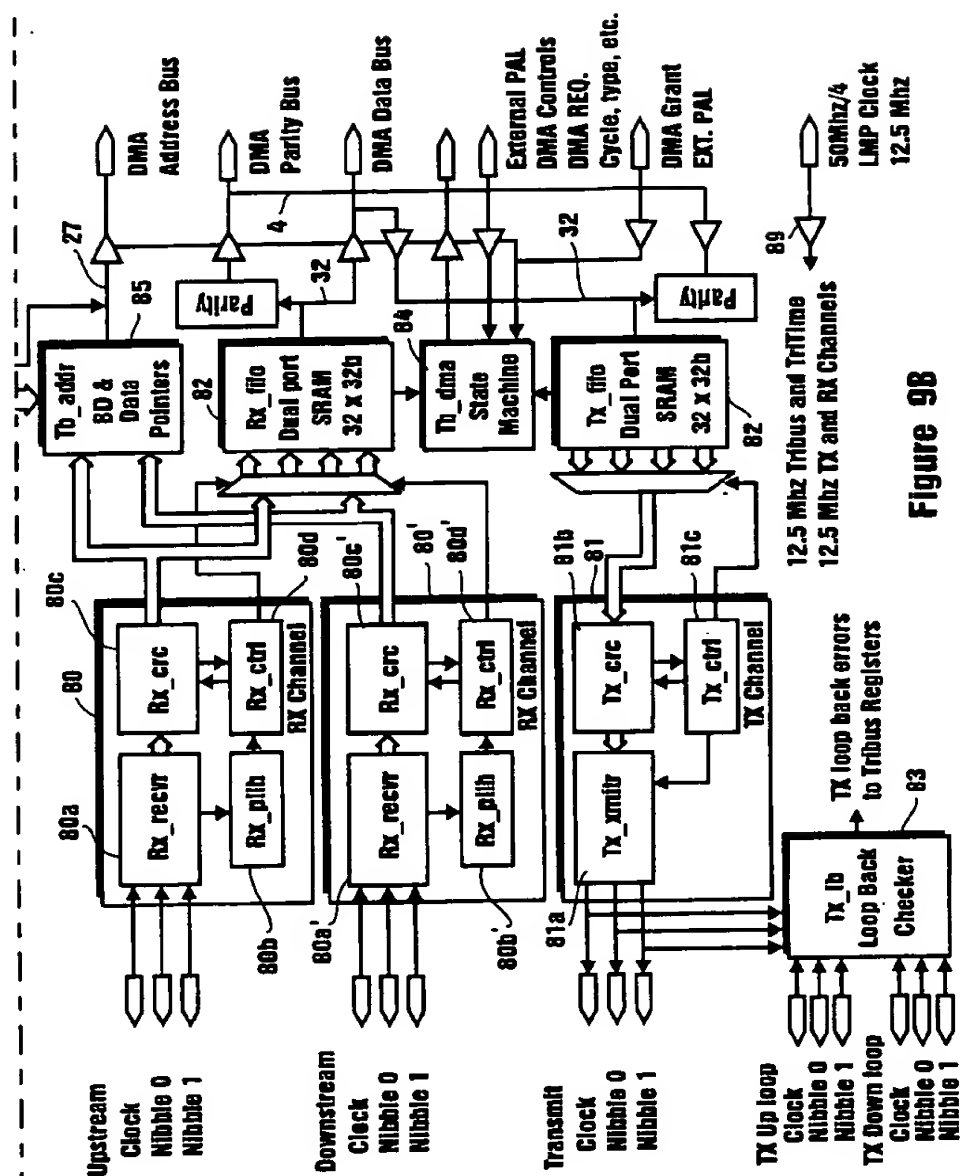 Upstream
Clock
Nibble 0
Nibble 1
80a
Rx_recvr
80b
Rx_pllb
80
80c
Rx_crc
Rx_ctrl
80d
RX Channel
Downstream
Clock
Nibble 0
Nibble 1
80a'
Rx_recvr
80b'
Rx_pllb
80c'
Rx_crc
80'
Rx_ctrl
80d'
RX Channel
Transmit
Clock
Nibble 0
Nibble 1
81a
Tx_xmitr
81b
Tx_crc
81
81c
Tx_ctrl
TX Channel
TX Up loop
Clock
Nibble 0
Nibble 1
TX Down loop
Clock
Nibble 0
Nibble 1
Tx_lb
Loop Back
Checker
83
TX loop back errors
to Tribus Registers
Tb_addr
BD &
Data
Pointers
85
27
82
Rx_fifo
Dual port
SRAM
32 x 32b
Parity
32
84
Tb_dma
State
Machine
Tx_fifo
Dual Port
SRAM
32 x 32b
82
32
Parity
4
DMA
Address Bus
DMA
Parity Bus
DMA Data Bus
External PAL
DMA Controls
DMA REQ.
Cycle, type, etc.
DMA Grant
EXT. PAL
89
50Mhz/4
LMP Clock
12.5 Mhz
12.5 Mhz Tribus and TriTime
12.5 Mhz TX and RX Channels
Figure 9B